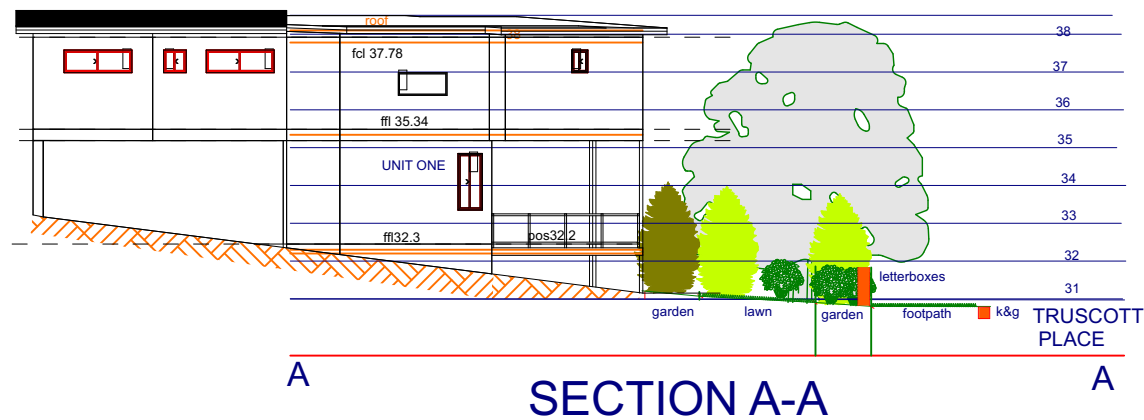 roof
38
38
fcl 37.78
37
36
ffl 35.34
35
UNIT ONE
34
33
ffl32.3
pos32.2
32
letterboxes
31
garden
lawn
garden
footpath
k&g
TRUSCOTT
PLACE
A
A
SECTION A-A